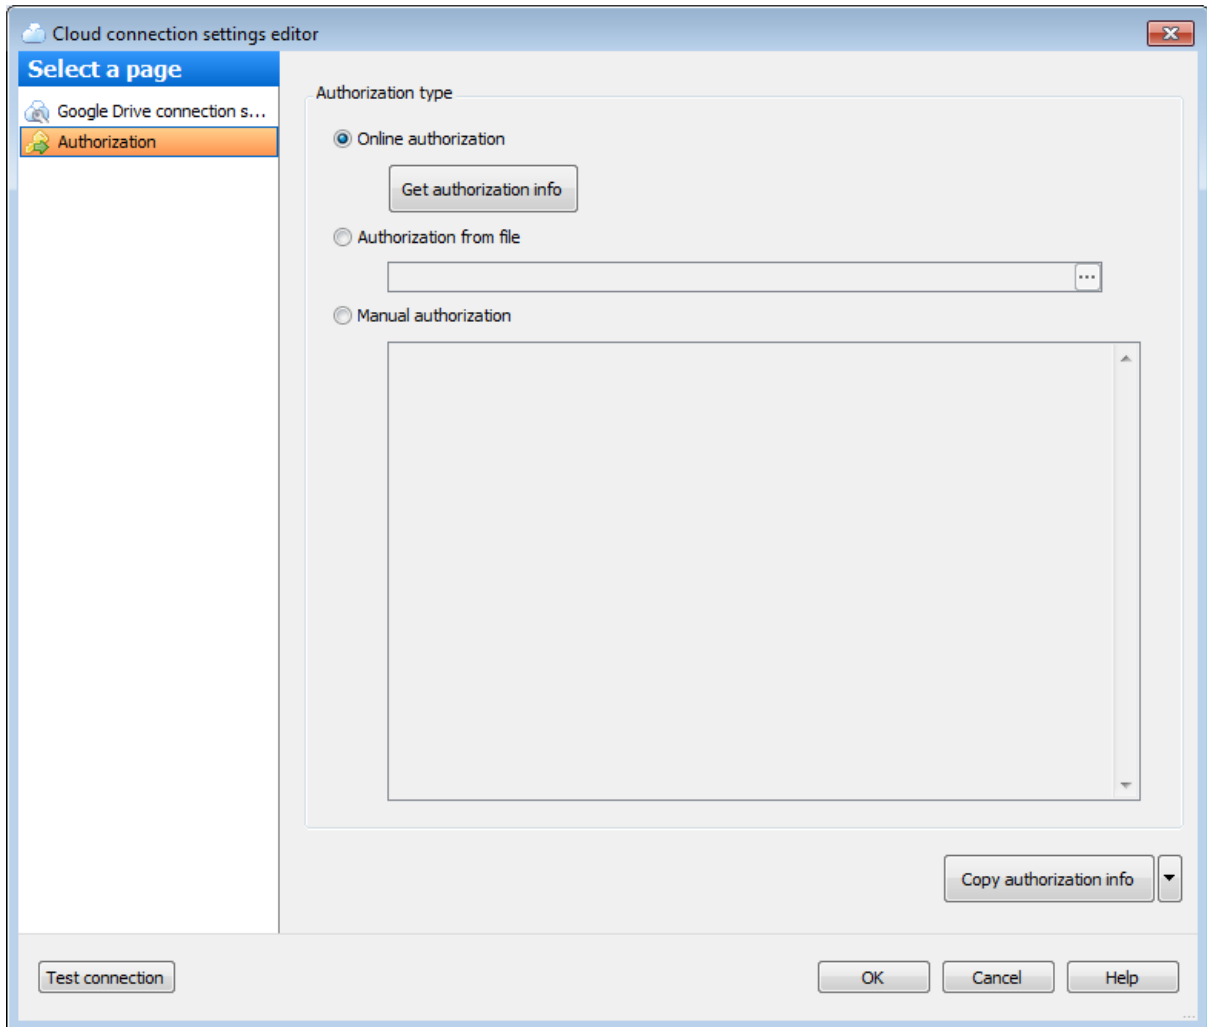 Cloud connection settings editor
Select a page
Google Drive connection s...
Authorization
Authorization type
Online authorization
Get authorization info
Authorization from file
...
Manual authorization
Copy authorization info
Test connection
OK
Cancel
Help